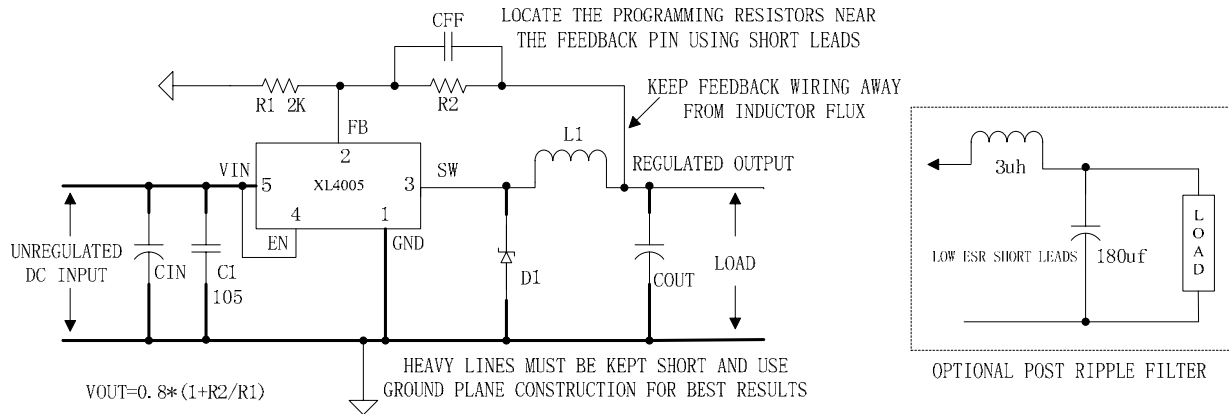 CFF
LOCATE THE PROGRAMMING RESISTORS NEAR
THE FEEDBACK PIN USING SHORT LEADS
R1 2K
R2
KEEP FEEDBACK WIRING AWAY
FROM INDUCTOR FLUX
FB
L1
2
VIN
SW
REGULATED OUTPUT
5
XL4005
3
4
1
EN
GND
UNREGULATED
DC INPUT
CIN
C1
105
D1
COUT
LOAD
HEAVY LINES MUST BE KEPT SHORT AND USE
GROUND PLANE CONSTRUCTION FOR BEST RESULTS
VOUT=0.8*(1+R2/R1)
3uh
LOW ESR SHORT LEADS
180uf
LOAD
OPTIONAL POST RIPPLE FILTER